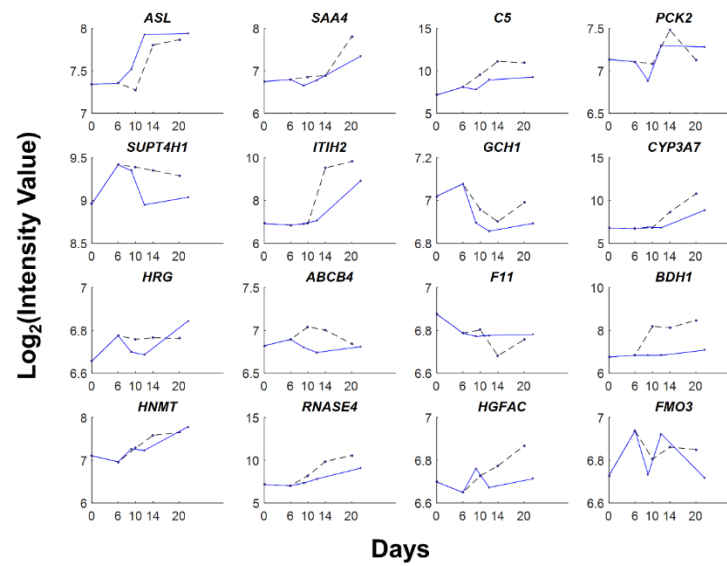 ASL SAA4 C5 PCK2
8 8 15 7.5
7.5 7 10 7
7 6 5 6.5
0 6 10 14 20 0 6 10 14 20 0 6 10 14 20 0 6 10 14 20
SUPT4H1 ITIH2 GCH1 CYP3A7
9.5 10 7.2 15
9 8 7 10
8.5 6 6.8 5
0 6 10 14 20 0 6 10 14 20 0 6 10 14 20 0 6 10 14 20
HRG ABCB4 F11 BDH1
7 7.5 7 10
6.8 7 6.8 8
6.6 6.5 6.6 6
0 6 10 14 20 0 6 10 14 20 0 6 10 14 20 0 6 10 14 20
HNMT RNASE4 HGFAC FMO3
8 15 7 7
7 10 6.8 6.8
6 5 6.6 6.6
0 6 10 14 20 0 6 10 14 20 0 6 10 14 20 0 6 10 14 20
Log2(Intensity Value)
Days